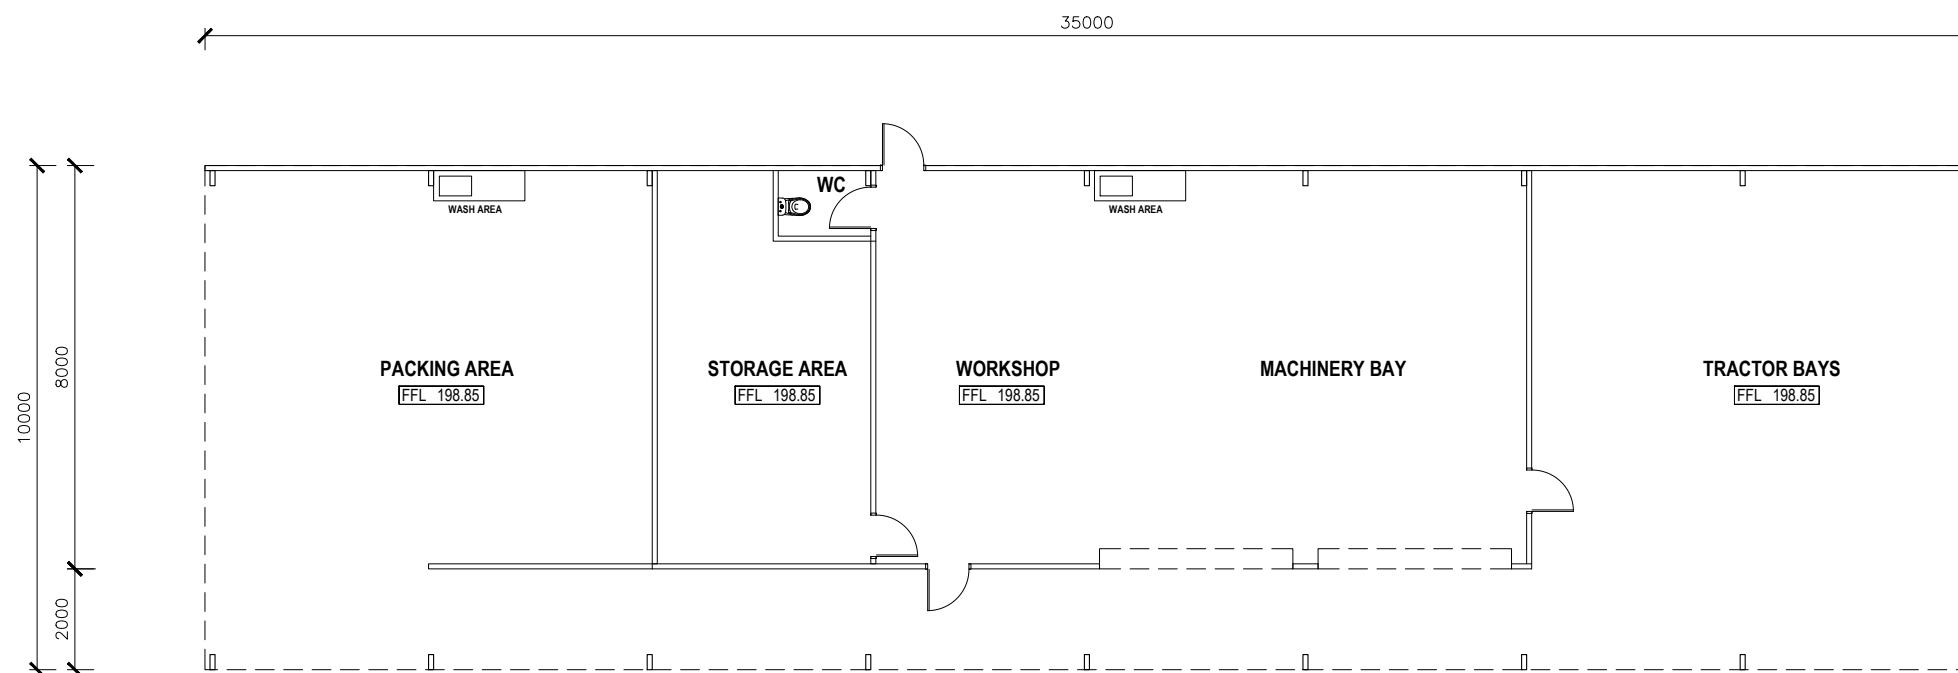 35000
WC
WASH AREA
WASH AREA
8000
10000
2000
PACKING AREA
FFL 198.85
STORAGE AREA
FFL 198.85
WORKSHOP
FFL 198.85
MACHINERY BAY
TRACTOR BAYS
FFL 198.85